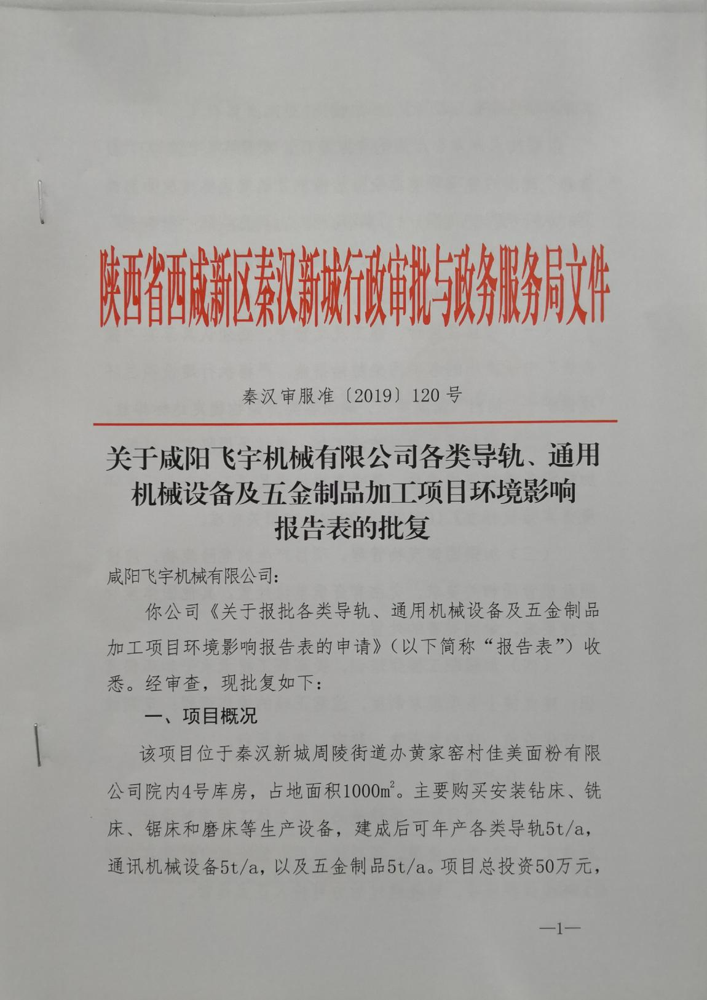 陕西省西咸新区秦汉新城行政审批与政务服务局文件
秦汉审服准〔2019〕120号
关于咸阳飞宇机械有限公司各类导轨、通用
机械设备及五金制品加工项目环境影响
报告表的批复
咸阳飞宇机械有限公司:
你公司《关于报批各类导轨、通用机械设备及五金制品
加工项目环境影响报告表的申请》(以下简称“报告表”)收
悉。经审查，现批复如下:
一、项目概况
该项目位于秦汉新城周陵街道办黄家窑村佳美面粉有限
公司院内4号库房，占地面积1000m²。主要购买安装钻床、铣
床、锯床和磨床等生产设备，建成后可年产各类导轨5t/a，
通讯机械设备5t/a，以及五金制品5t/a。项目总投资50万元，
—1—